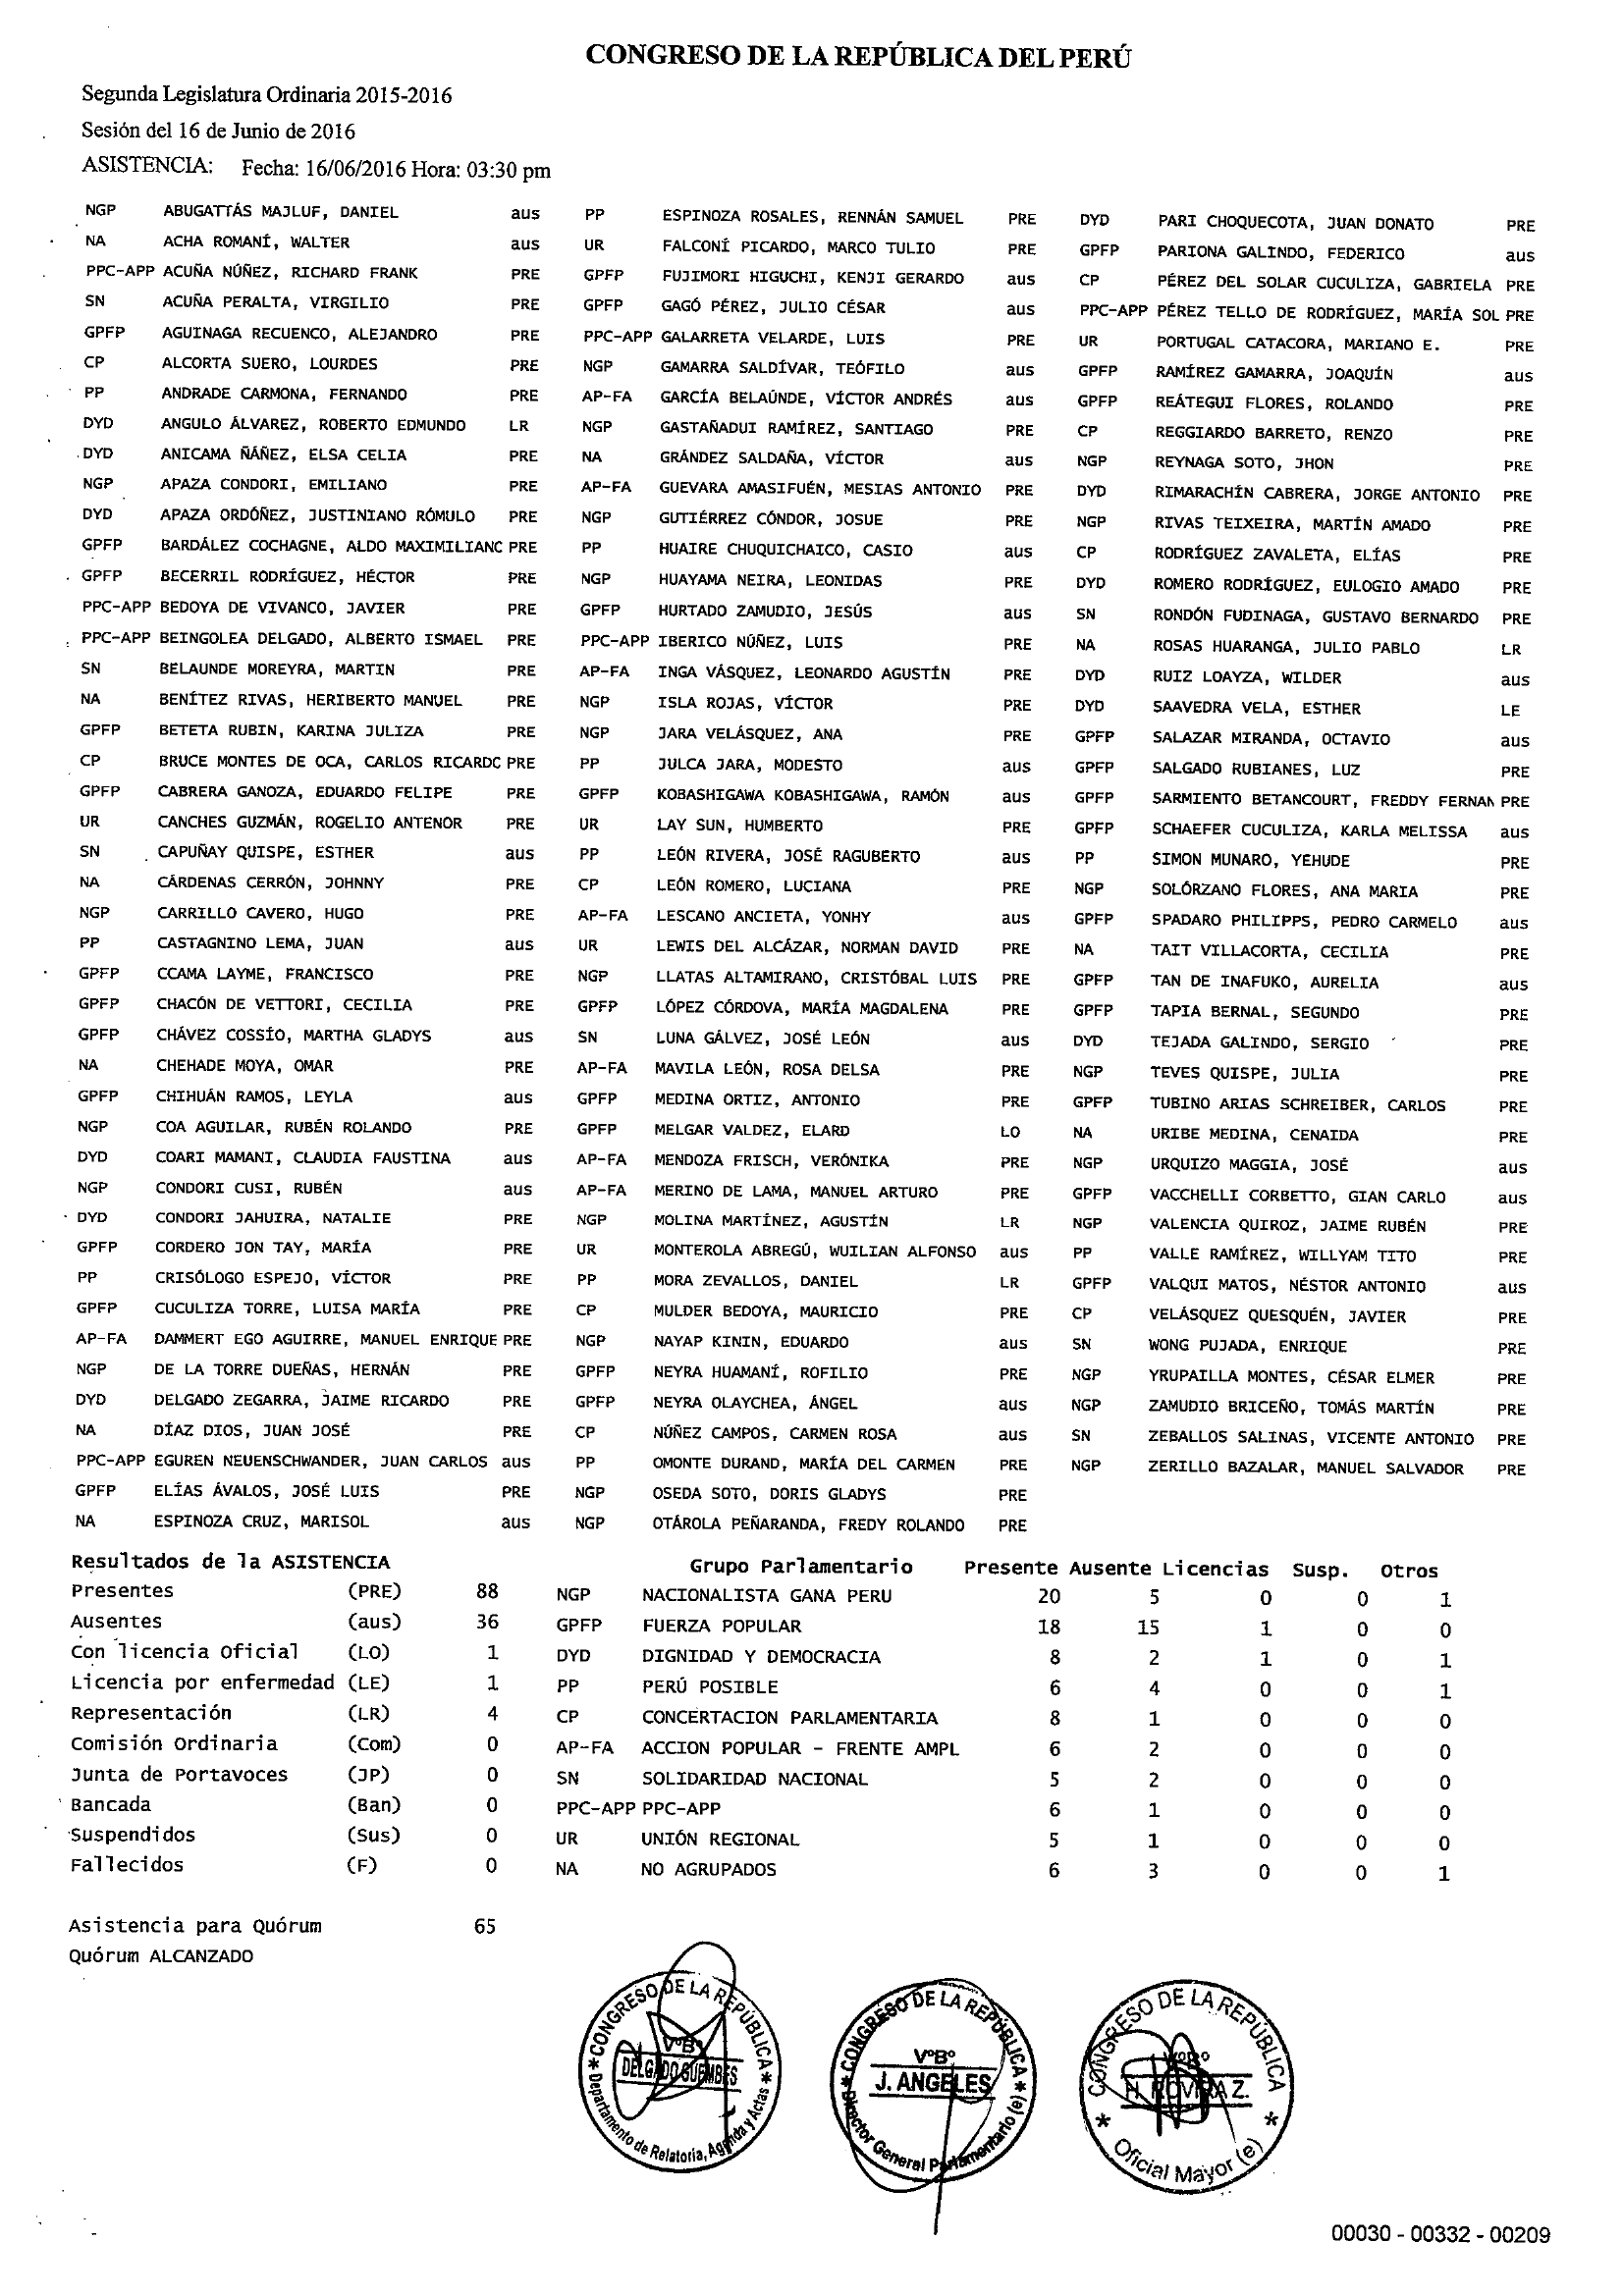 CONGRESO DE LA REPÚBLICA DEL PERÚ
Segunda Legislatura Ordinaria 2015-2016
Sesión del 16 de Junio de 2016
ASISTENCIA: Fecha: 16/06/2016 Hora: 03:30 pm
NGP ABUGATTÁS MAJLUF, DANIEL aus
NA ACHA ROMANÍ, WALTER aus
PPC-APP ACUÑA NÚÑEZ, RICHARD FRANK PRE
SN ACUÑA PERALTA, VIRGILIO PRE
GPFP AGUINAGA RECUENCO, ALEJANDRO PRE
CP ALCORTA SUERO, LOURDES PRE
PP ANDRADE CARMONA, FERNANDO PRE
DYD ANGULO ÁLVAREZ, ROBERTO EDMUNDO LR
DYD ANICAMA ÑÁÑEZ, ELSA CELIA PRE
NGP APAZA CONDORI, EMILIANO PRE
DYD APAZA ORDÓÑEZ, JUSTINIANO RÓMULO PRE
GPFP BARDÁLEZ COCHAGNE, ALDO MAXIMILIANO PRE
GPFP BECERRIL RODRÍGUEZ, HÉCTOR PRE
PPC-APP BEDOYA DE VIVANCO, JAVIER PRE
PPC-APP BEINGOLEA DELGADO, ALBERTO ISMAEL PRE
SN BELAUNDE MOREYRA, MARTIN PRE
NA BENÍTEZ RIVAS, HERIBERTO MANUEL PRE
GPFP BETETA RUBIN, KARINA JULIZA PRE
CP BRUCE MONTES DE OCA, CARLOS RICARDO PRE
GPFP CABRERA GANOZA, EDUARDO FELIPE PRE
UR CANCHES GUZMÁN, ROGELIO ANTENOR PRE
SN CAPUÑAY QUISPE, ESTHER aus
NA CÁRDENAS CERRÓN, JOHNNY PRE
NGP CARRILLO CAVERO, HUGO PRE
PP CASTAGNINO LEMA, JUAN aus
GPFP CCAMA LAYME, FRANCISCO PRE
GPFP CHACÓN DE VETTORI, CECILIA PRE
GPFP CHÁVEZ COSSÍO, MARTHA GLADYS aus
NA CHEHADE MOYA, OMAR PRE
GPFP CHIHUÁN RAMOS, LEYLA aus
NGP COA AGUILAR, RUBÉN ROLANDO PRE
DYD COARI MAMANI, CLAUDIA FAUSTINA aus
NGP CONDORI CUSI, RUBÉN aus
DYD CONDORI JAHUIRA, NATALIE PRE
GPFP CORDERO JON TAY, MARÍA PRE
PP CRISÓLOGO ESPEJO, VÍCTOR PRE
GPFP CUCULIZA TORRE, LUISA MARÍA PRE
AP-FA DAMMERT EGO AGUIRRE, MANUEL ENRIQUE PRE
NGP DE LA TORRE DUEÑAS, HERNÁN PRE
DYD DELGADO ZEGARRA, JAIME RICARDO PRE
NA DÍAZ DIOS, JUAN JOSÉ PRE
PPC-APP EGUREN NEUENSCHWANDER, JUAN CARLOS aus
GPFP ELÍAS ÁVALOS, JOSÉ LUIS PRE
NA ESPINOZA CRUZ, MARISOL aus
PP ESPINOZA ROSALES, RENNÁN SAMUEL PRE
UR FALCONÍ PICARDO, MARCO TULIO PRE
GPFP FUJIMORI HIGUCHI, KENJI GERARDO aus
GPFP GAGÓ PÉREZ, JULIO CÉSAR aus
PPC-APP GALARRETA VELARDE, LUIS PRE
NGP GAMARRA SALDÍVAR, TEÓFILO aus
AP-FA GARCÍA BELAÚNDE, VÍCTOR ANDRÉS aus
NGP GASTAÑADUI RAMÍREZ, SANTIAGO PRE
NA GRÁNDEZ SALDAÑA, VÍCTOR aus
AP-FA GUEVARA AMASIFUÉN, MESIAS ANTONIO PRE
NGP GUTIÉRREZ CÓNDOR, JOSUE PRE
PP HUAIRE CHUQUICHAICO, CASIO aus
NGP HUAYAMA NEIRA, LEONIDAS PRE
GPFP HURTADO ZAMUDIO, JESÚS aus
PPC-APP IBERICO NÚÑEZ, LUIS PRE
AP-FA INGA VÁSQUEZ, LEONARDO AGUSTÍN PRE
NGP ISLA ROJAS, VÍCTOR PRE
NGP JARA VELÁSQUEZ, ANA PRE
PP JULCA JARA, MODESTO aus
GPFP KOBASHIGAWA KOBASHIGAWA, RAMÓN aus
UR LAY SUN, HUMBERTO PRE
PP LEÓN RIVERA, JOSÉ RAGUBERTO aus
CP LEÓN ROMERO, LUCIANA PRE
AP-FA LESCANO ANCIETA, YONHY aus
UR LEWIS DEL ALCÁZAR, NORMAN DAVID PRE
NGP LLATAS ALTAMIRANO, CRISTÓBAL LUIS PRE
GPFP LÓPEZ CÓRDOVA, MARÍA MAGDALENA PRE
SN LUNA GÁLVEZ, JOSÉ LEÓN aus
AP-FA MAVILA LEÓN, ROSA DELSA PRE
GPFP MEDINA ORTIZ, ANTONIO PRE
GPFP MELGAR VALDEZ, ELARD LO
AP-FA MENDOZA FRISCH, VERÓNIKA PRE
AP-FA MERINO DE LAMA, MANUEL ARTURO PRE
NGP MOLINA MARTÍNEZ, AGUSTÍN LR
UR MONTEROLA ABREGÚ, WUILIAN ALFONSO aus
PP MORA ZEVALLOS, DANIEL LR
CP MULDER BEDOYA, MAURICIO PRE
NGP NAYAP KININ, EDUARDO aus
GPFP NEYRA HUAMANÍ, ROFILIO PRE
GPFP NEYRA OLAYCHEA, ÁNGEL aus
CP NÚÑEZ CAMPOS, CARMEN ROSA aus
PP OMONTE DURAND, MARÍA DEL CARMEN PRE
NGP OSEDA SOTO, DORIS GLADYS PRE
NGP OTÁROLA PEÑARANDA, FREDY ROLANDO PRE
DYD PARI CHOQUECOTA, JUAN DONATO PRE
GPFP PARIONA GALINDO, FEDERICO aus
CP PÉREZ DEL SOLAR CUCULIZA, GABRIELA PRE
PPC-APP PÉREZ TELLO DE RODRÍGUEZ, MARÍA SOL PRE
UR PORTUGAL CATACORA, MARIANO E. PRE
GPFP RAMÍREZ GAMARRA, JOAQUÍN aus
GPFP REÁTEGUI FLORES, ROLANDO PRE
CP REGGIARDO BARRETO, RENZO PRE
NGP REYNAGA SOTO, JHON PRE
DYD RIMARACHÍN CABRERA, JORGE ANTONIO PRE
NGP RIVAS TEIXEIRA, MARTÍN AMADO PRE
CP RODRÍGUEZ ZAVALETA, ELÍAS PRE
DYD ROMERO RODRÍGUEZ, EULOGIO AMADO PRE
SN RONDÓN FUDINAGA, GUSTAVO BERNARDO PRE
NA ROSAS HUARANGA, JULIO PABLO LR
DYD RUIZ LOAYZA, WILDER aus
DYD SAAVEDRA VELA, ESTHER LE
GPFP SALAZAR MIRANDA, OCTAVIO aus
GPFP SALGADO RUBIANES, LUZ PRE
GPFP SARMIENTO BETANCOURT, FREDDY FERNAN PRE
GPFP SCHAEFER CUCULIZA, KARLA MELISSA aus
PP SIMON MUNARO, YEHUDE PRE
NGP SOLÓRZANO FLORES, ANA MARIA PRE
GPFP SPADARO PHILIPPS, PEDRO CARMELO aus
NA TAIT VILLACORTA, CECILIA PRE
GPFP TAN DE INAFUKO, AURELIA aus
GPFP TAPIA BERNAL, SEGUNDO PRE
DYD TEJADA GALINDO, SERGIO PRE
NGP TEVES QUISPE, JULIA PRE
GPFP TUBINO ARIAS SCHREIBER, CARLOS PRE
NA URIBE MEDINA, CENAIDA PRE
NGP URQUIZO MAGGIA, JOSÉ aus
GPFP VACCHELLI CORBETTO, GIAN CARLO aus
NGP VALENCIA QUIROZ, JAIME RUBÉN PRE
PP VALLE RAMÍREZ, WILLYAM TITO PRE
GPFP VALQUI MATOS, NÉSTOR ANTONIO aus
CP VELÁSQUEZ QUESQUÉN, JAVIER PRE
SN WONG PUJADA, ENRIQUE PRE
NGP YRUPAILLA MONTES, CÉSAR ELMER PRE
NGP ZAMUDIO BRICEÑO, TOMÁS MARTÍN PRE
SN ZEBALLOS SALINAS, VICENTE ANTONIO PRE
NGP ZERILLO BAZALAR, MANUEL SALVADOR PRE
Resultados de la ASISTENCIA
Presentes (PRE) 88
Ausentes (aus) 36
Con licencia Oficial (LO) 1
Licencia por enfermedad (LE) 1
Representación (LR) 4
Comisión Ordinaria (Com) 0
Junta de Portavoces (JP) 0
Bancada (Ban) 0
Suspendidos (Sus) 0
Fallecidos (F) 0
Grupo Parlamentario Presente Ausente Licencias Susp. Otros
NGP NACIONALISTA GANA PERU 20 5 0 0 1
GPFP FUERZA POPULAR 18 15 1 0 0
DYD DIGNIDAD Y DEMOCRACIA 8 2 1 0 1
PP PERÚ POSIBLE 6 4 0 0 1
CP CONCERTACION PARLAMENTARIA 8 1 0 0 0
AP-FA ACCION POPULAR - FRENTE AMPL 6 2 0 0 0
SN SOLIDARIDAD NACIONAL 5 2 0 0 0
PPC-APP PPC-APP 6 1 0 0 0
UR UNIÓN REGIONAL 5 1 0 0 0
NA NO AGRUPADOS 6 3 0 0 1
Asistencia para Quórum 65
Quórum ALCANZADO
CONGRESO DE LA REPÚBLICA
VºBº
DELGADO GUEMBES
Departamento de Relatoría, Agenda y Actas
CONGRESO DE LA REPÚBLICA
VºBº
J. ANGELES
Director General Parlamentario (e)
CONGRESO DE LA REPÚBLICA
VºBº
H. ROVIRA Z.
Oficial Mayor (e)
00030 - 00332 - 00209